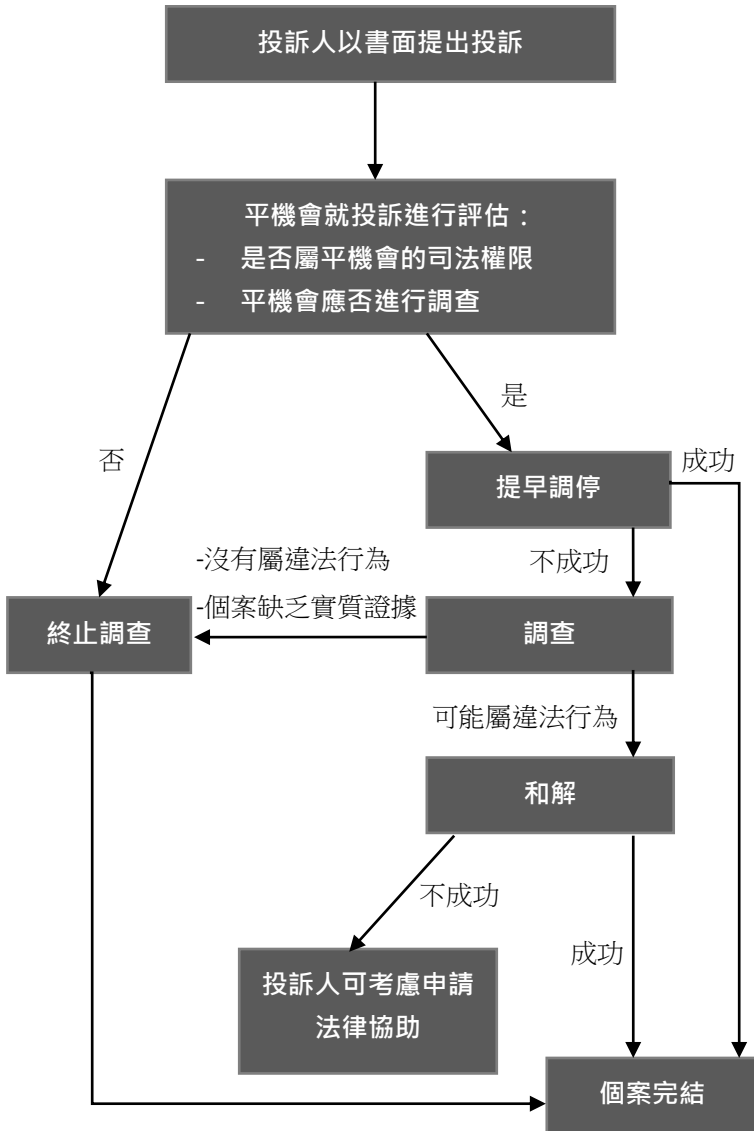 投訴人以書面提出投訴
平機會就投訴進行評估：
- 是否屬平機會的司法權限
- 平機會應否進行調查
是
否
成功
提早調停
-沒有屬違法行為
不成功
-個案缺乏實質證據
終止調查
調查
可能屬違法行為
和解
不成功
成功
投訴人可考慮申請
法律協助
個案完結